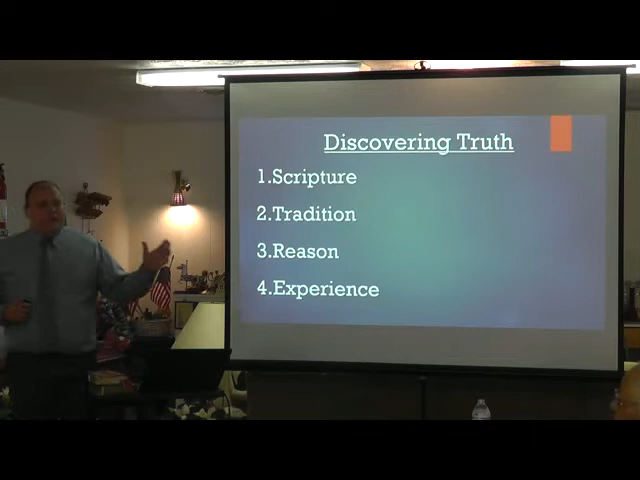 Discovering Truth
1.Scripture
2.Tradition
3.Reason
4.Experience